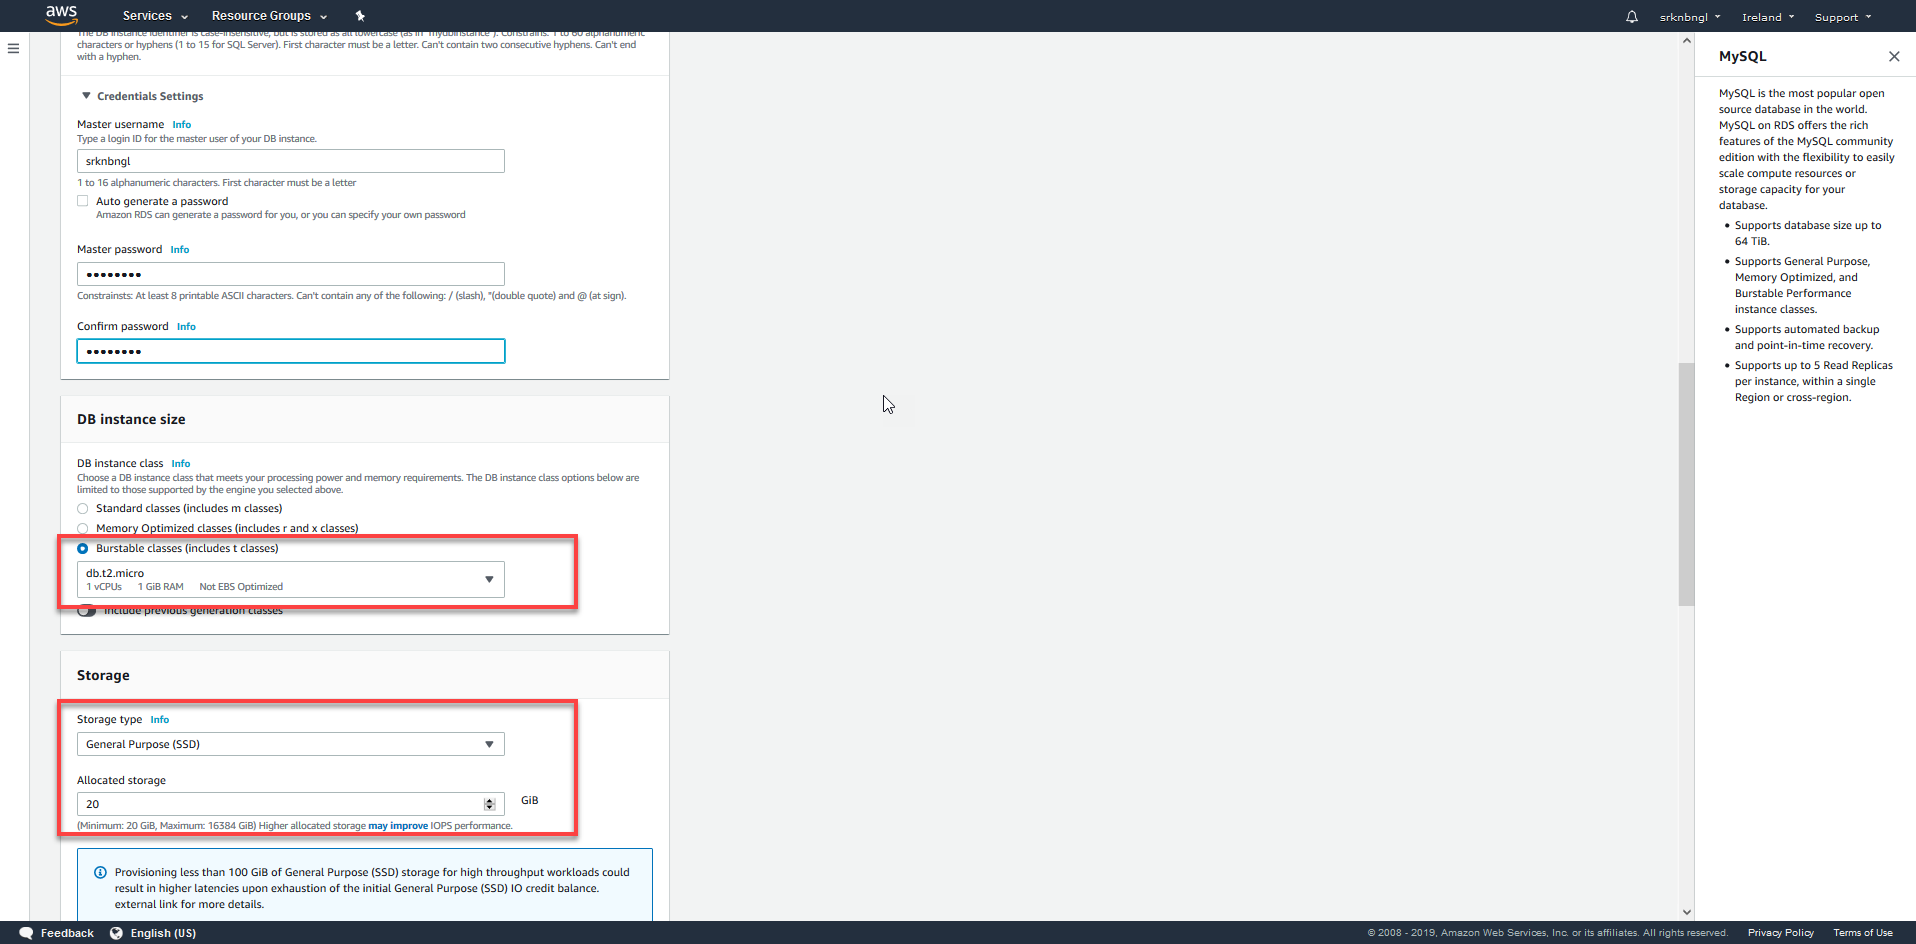 aws
Services
Resource Groups
srknbngl
Ireland
Support
The DB instance identifier is case-insensitive, but is stored as all lowercase (as in "mydbinstance"). Constrains: 1 to 60 alphanumeric
characters or hyphens (1 to 15 for SQL Server). First character must be a letter. Can't contain two consecutive hyphens. Can't end
with a hyphen.
Credentials Settings
Master username Info
Type a login ID for the master user of your DB instance.
srknbngl
1 to 16 alphanumeric characters. First character must be a letter
Auto generate a password
Amazon RDS can generate a password for you, or you can specify your own password
Master password Info
••••••••
Constrainsts: At least 8 printable ASCII characters. Can't contain any of the following: / (slash), "(double quote) and @ (at sign).
Confirm password Info
••••••••
DB instance size
DB instance class Info
Choose a DB instance class that meets your processing power and memory requirements. The DB instance class options below are
limited to those supported by the engine you selected above.
Standard classes (includes m classes)
Memory Optimized classes (includes r and x classes)
Burstable classes (includes t classes)
db.t2.micro
1 vCPUs 1 GiB RAM Not EBS Optimized
Include previous generation classes
Storage
Storage type Info
General Purpose (SSD)
Allocated storage
20
GiB
(Minimum: 20 GiB, Maximum: 16384 GiB) Higher allocated storage may improve IOPS performance.
Provisioning less than 100 GiB of General Purpose (SSD) storage for high throughput workloads could
result in higher latencies upon exhaustion of the initial General Purpose (SSD) IO credit balance.
external link for more details.
MySQL
MySQL is the most popular open
source database in the world.
MySQL on RDS offers the rich
features of the MySQL community
edition with the flexibility to easily
scale compute resources or
storage capacity for your
database.
• Supports database size up to
64 TiB.
• Supports General Purpose,
Memory Optimized, and
Burstable Performance
instance classes.
• Supports automated backup
and point-in-time recovery.
• Supports up to 5 Read Replicas
per instance, within a single
Region or cross-region.
Feedback
English (US)
© 2008 - 2019, Amazon Web Services, Inc. or its affiliates. All rights reserved.
Privacy Policy
Terms of Use